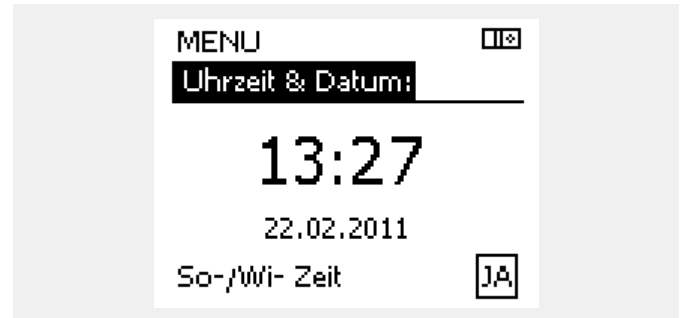 MENU
Uhrzeit & Datum:
13:27
22.02.2011
So-/Wi- Zeit JA